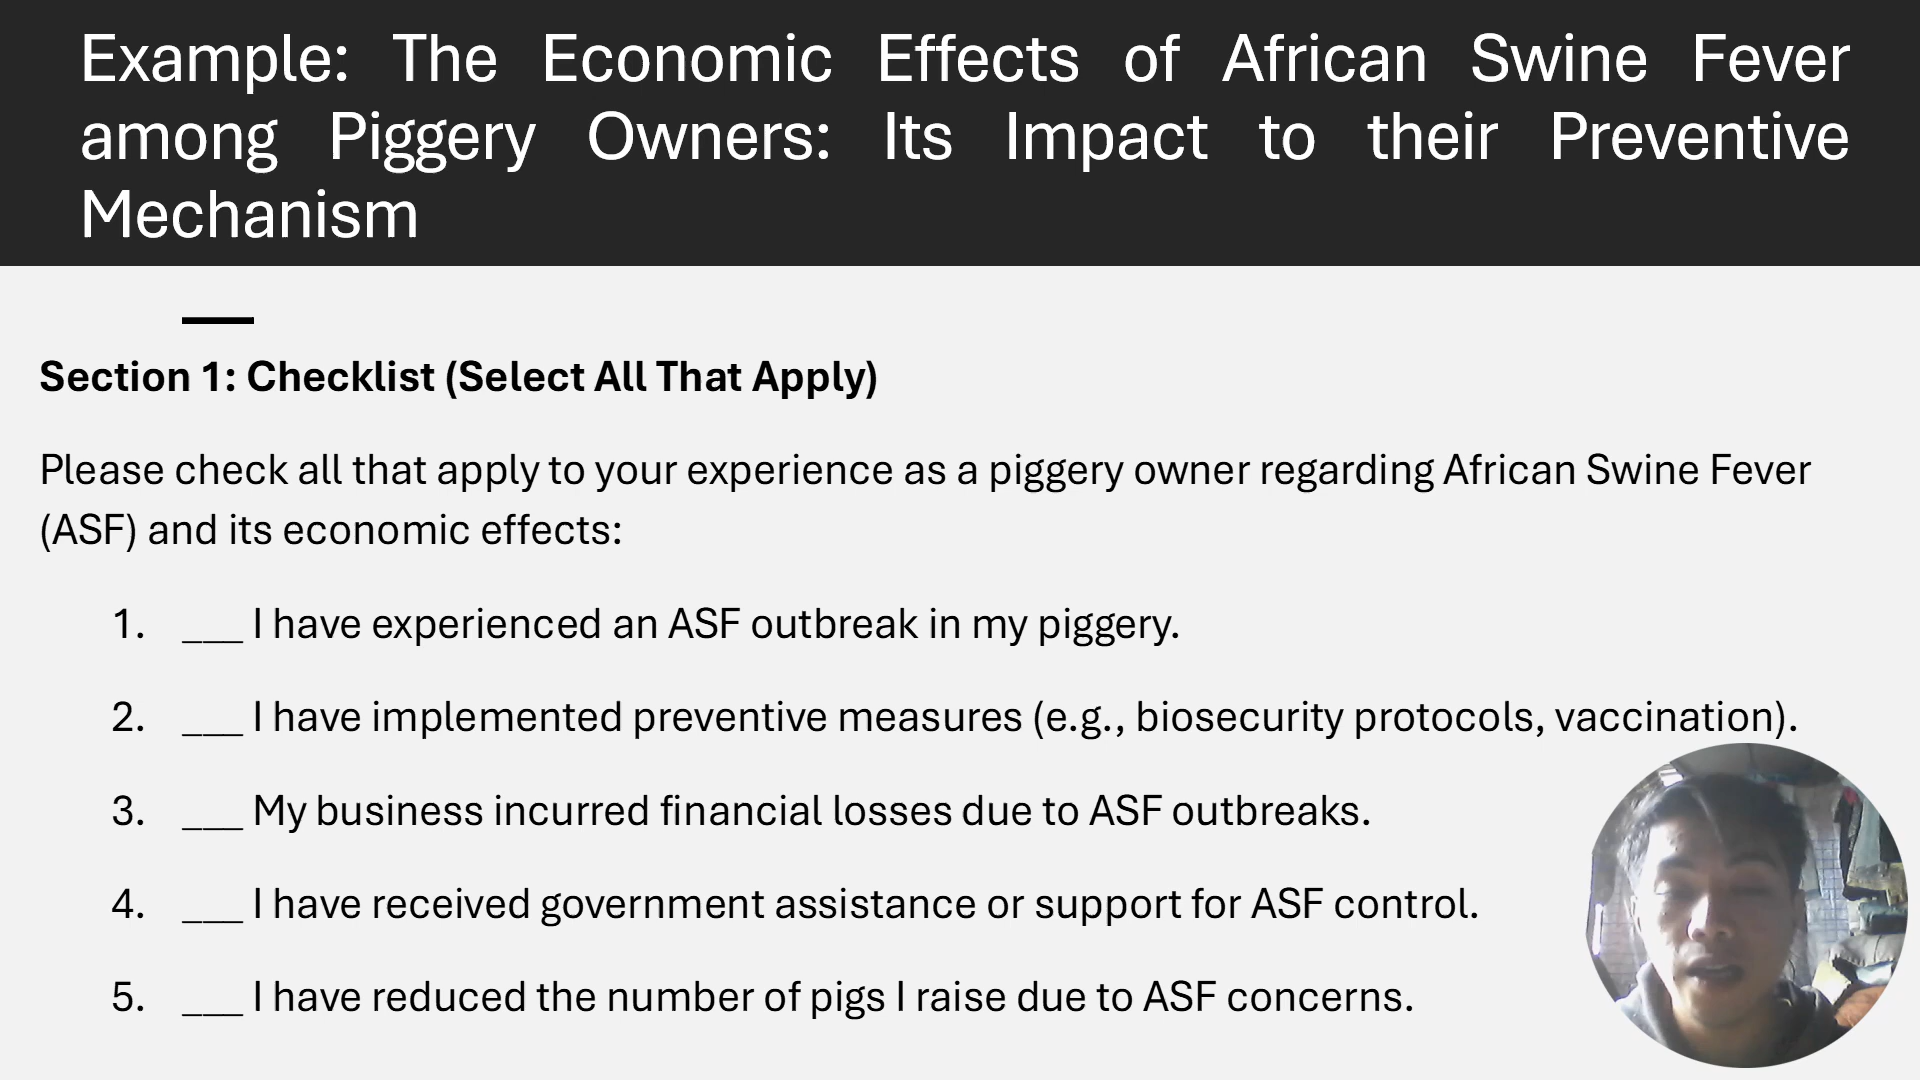 Example: The Economic Effects of African Swine Fever
among Piggery Owners: Its Impact to their Preventive
Mechanism
Section 1: Checklist (Select All That Apply)
Please check all that apply to your experience as a piggery owner regarding African Swine Fever
(ASF) and its economic effects:
1. ___ I have experienced an ASF outbreak in my piggery.
2. ___ I have implemented preventive measures (e.g., biosecurity protocols, vaccination).
3. ___ My business incurred financial losses due to ASF outbreaks.
4. ___ I have received government assistance or support for ASF control.
5. ___ I have reduced the number of pigs I raise due to ASF concerns.